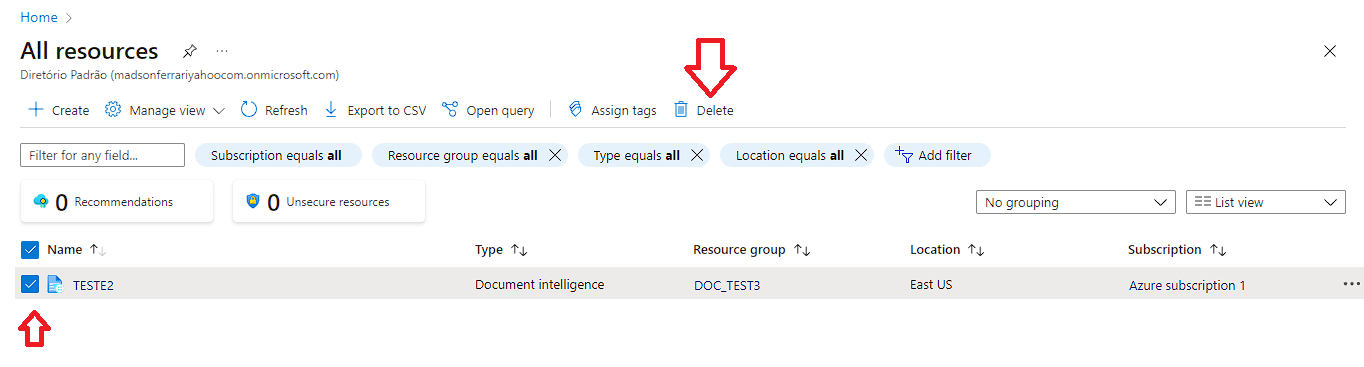 Home
All resources
Diretório Padrão (madsonferrariyahoocom.onmicrosoft.com)
Create Manage view Refresh Export to CSV Open query Assign tags Delete
Filter for any field... Subscription equals all Resource group equals all Type equals all Location equals all Add filter
0 Recommendations 0 Unsecure resources No grouping List view
Name Type Resource group Location Subscription
TESTE2 Document intelligence DOC_TEST3 East US Azure subscription 1